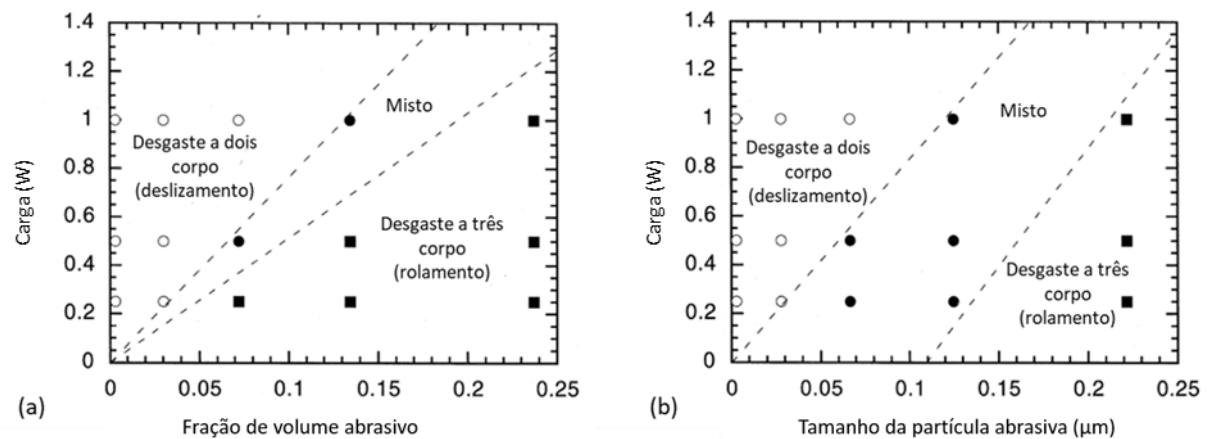 1.4
1.2
1
0.8
0.6
0.4
0.2
0
Carga (W)
Misto
Desgaste a dois
corpo
(deslizamento)
Desgaste a três
corpo
(rolamento)
0
0.05
0.1
0.15
0.2
0.25
(a)
Fração de volume abrasivo
1.4
1.2
1
0.8
0.6
0.4
0.2
0
Carga (W)
Misto
Desgaste a dois
corpo
(deslizamento)
Desgaste a três
corpo
(rolamento)
0
0.05
0.1
0.15
0.2
0.25
(b)
Tamanho da partícula abrasiva (µm)